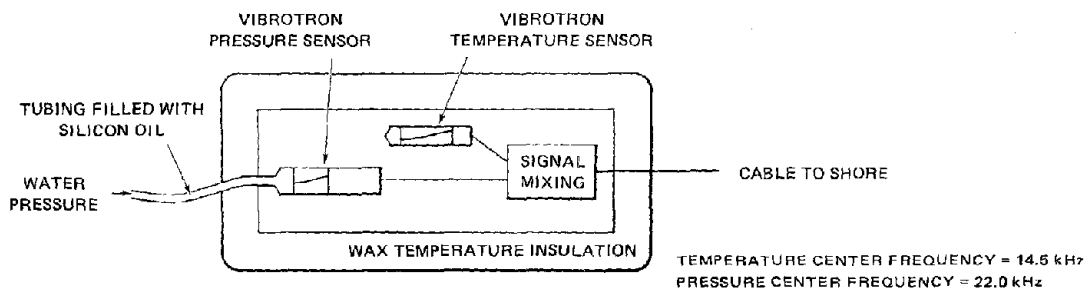 VIBROTRON
PRESSURE SENSOR
VIBROTRON
TEMPERATURE SENSOR
TUBING FILLED WITH
SILICON OIL
WATER
PRESSURE
SIGNAL
MIXING
CABLE TO SHORE
WAX TEMPERATURE INSULATION
TEMPERATURE CENTER FREQUENCY = 14.5 kHz
PRESSURE CENTER FREQUENCY = 22.0 kHz